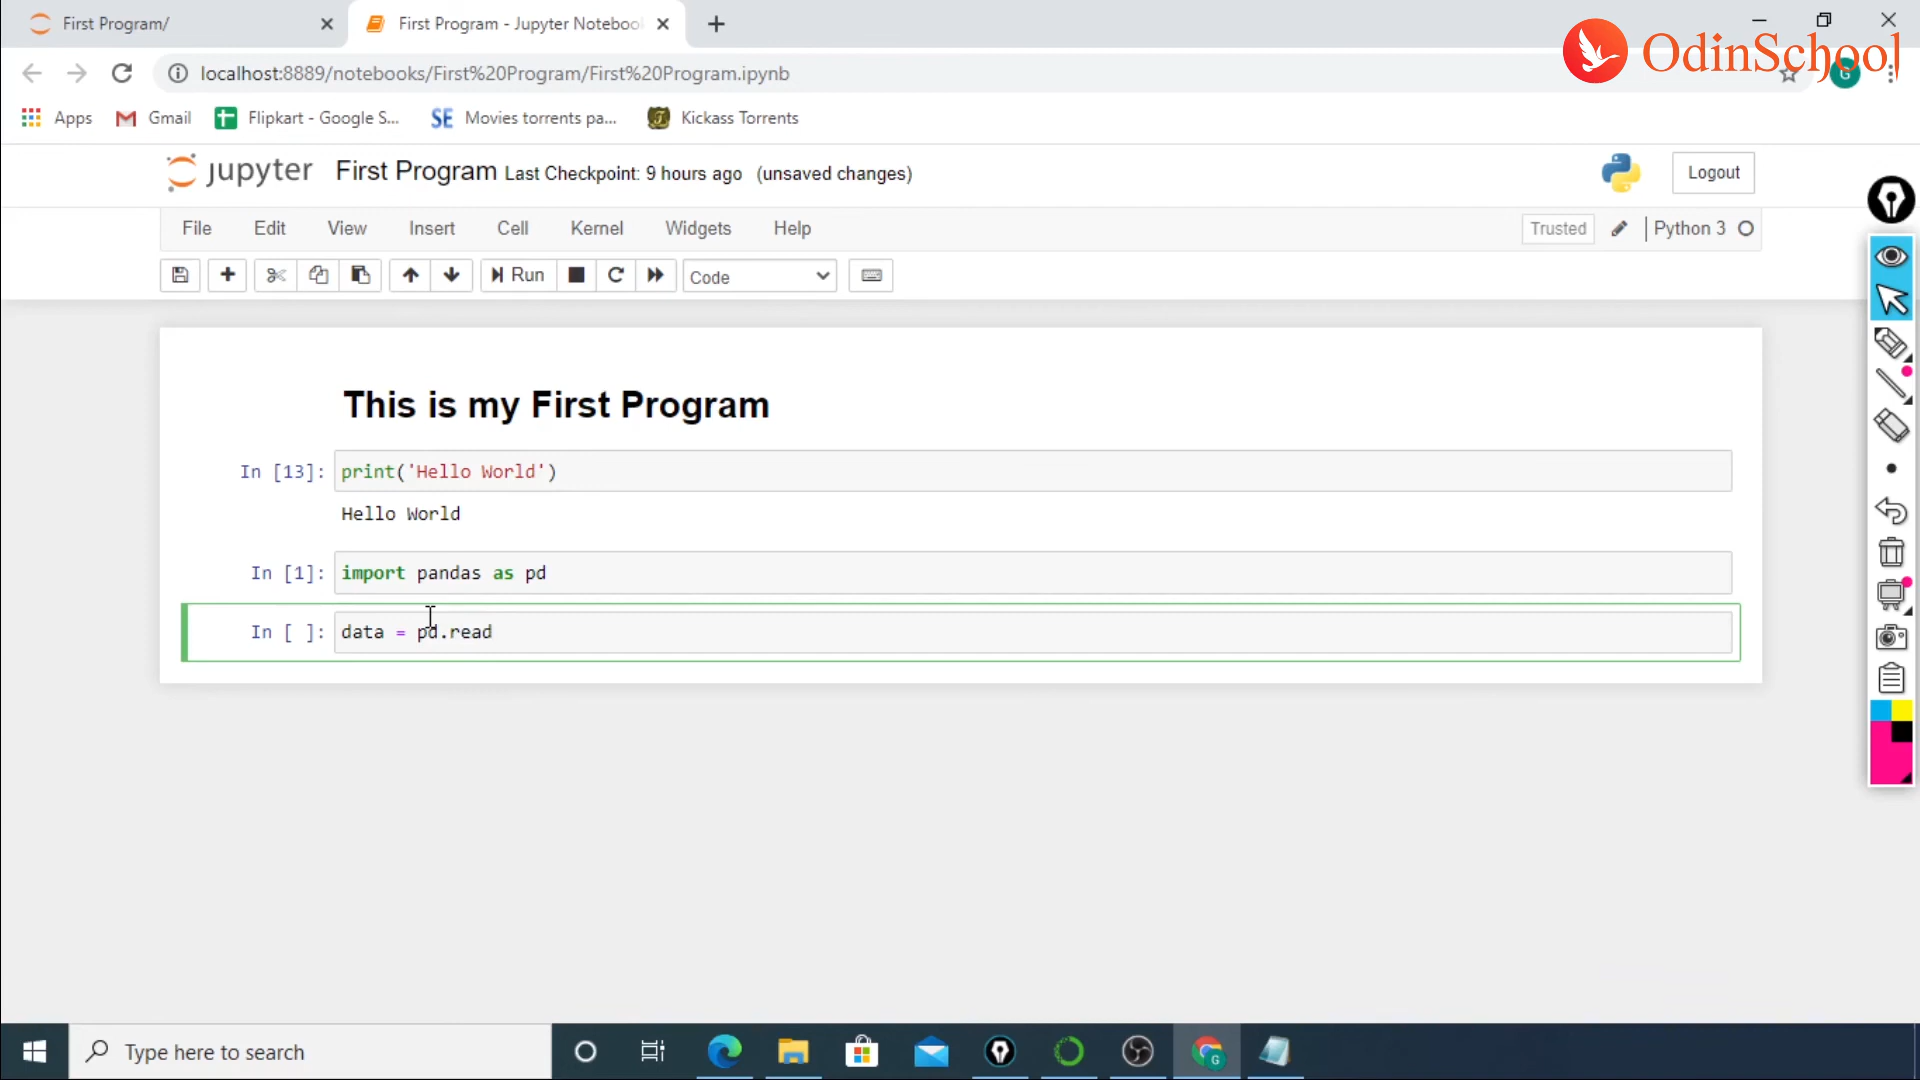 First Program/
First Program - Jupyter Noteboo
OdinSchool
localhost:8889/notebooks/First%20Program/First%20Program.ipynb
G
Apps
Gmail
Flipkart - Google S...
SE
Movies torrents pa...
Kickass Torrents
jupyter
First Program Last Checkpoint: 9 hours ago (unsaved changes)
Logout
File
Edit
View
Insert
Cell
Kernel
Widgets
Help
Trusted
Python 3
Run
Code
This is my First Program
In [13]: print('Hello World')
Hello World
In [1]: import pandas as pd
In [ ]: data = pd.read
Type here to search
G